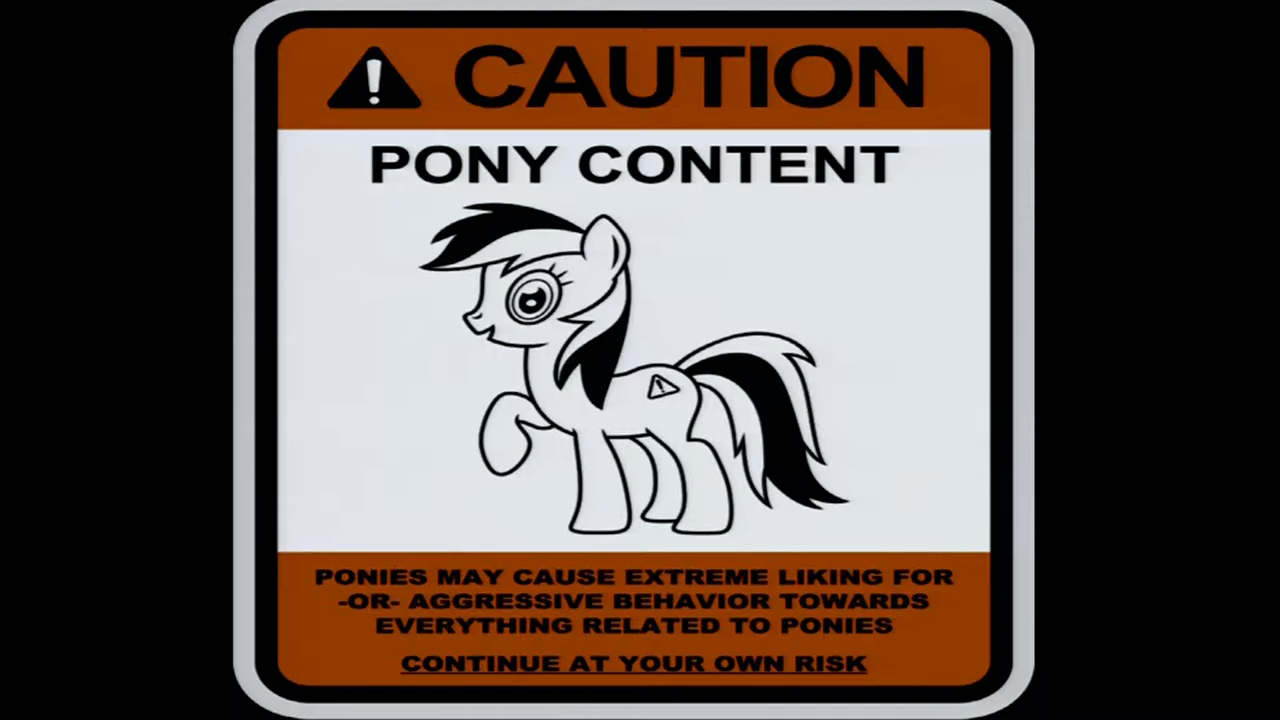 CAUTION
PONY CONTENT
PONIES MAY CAUSE EXTREME LIKING FOR
-OR- AGGRESSIVE BEHAVIOR TOWARDS
EVERYTHING RELATED TO PONIES
CONTINUE AT YOUR OWN RISK